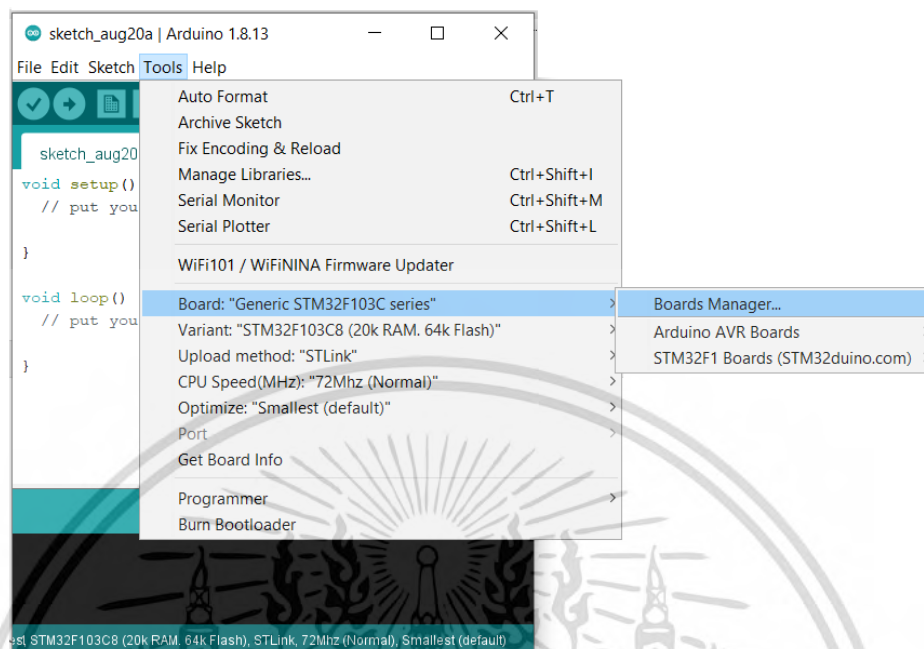 sketch_aug20a | Arduino 1.8.13
File Edit Sketch Tools Help
sketch_aug20
void setup()
// put you
}
void loop()
// put you
}
Auto Format Ctrl+T
Archive Sketch
Fix Encoding & Reload
Manage Libraries... Ctrl+Shift+I
Serial Monitor Ctrl+Shift+M
Serial Plotter Ctrl+Shift+L
WiFi101 / WiFiNINA Firmware Updater
Board: "Generic STM32F103C series"
Variant: "STM32F103C8 (20k RAM. 64k Flash)"
Upload method: "STLink"
CPU Speed(MHz): "72Mhz (Normal)"
Optimize: "Smallest (default)"
Port
Get Board Info
Programmer
Burn Bootloader
Boards Manager...
Arduino AVR Boards
STM32F1 Boards (STM32duino.com)
STM32F103C8 (20k RAM. 64k Flash), STLink, 72Mhz (Normal), Smallest (default)